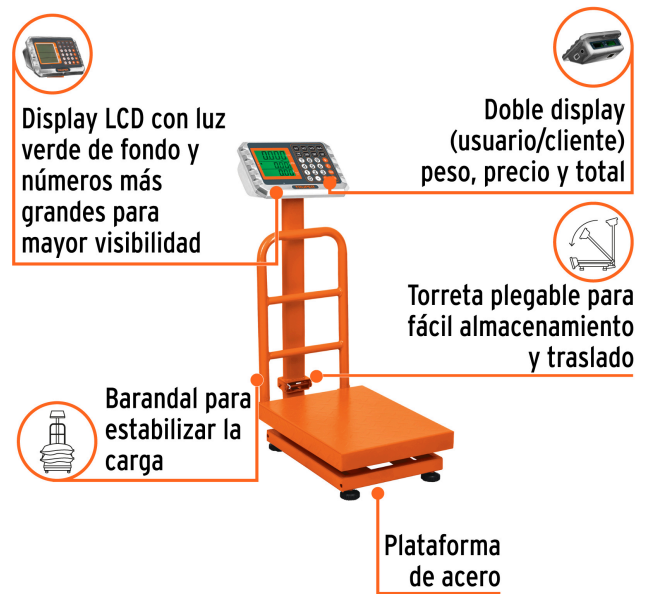 Display LCD con luz
verde de fondo y
números más
grandes para
mayor visibilidad
Doble display
(usuario/cliente)
peso, precio y total
Torreta plegable para
fácil almacenamiento
y traslado
Barandal para
estabilizar la
carga
Plataforma
de acero